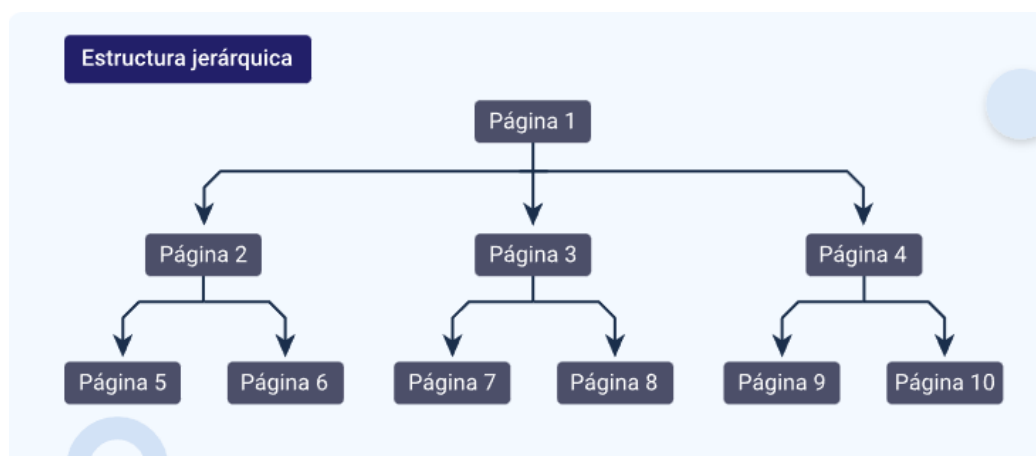 Estructura jerárquica
Página 1
Página 2
Página 3
Página 4
Página 5
Página 6
Página 7
Página 8
Página 9
Página 10